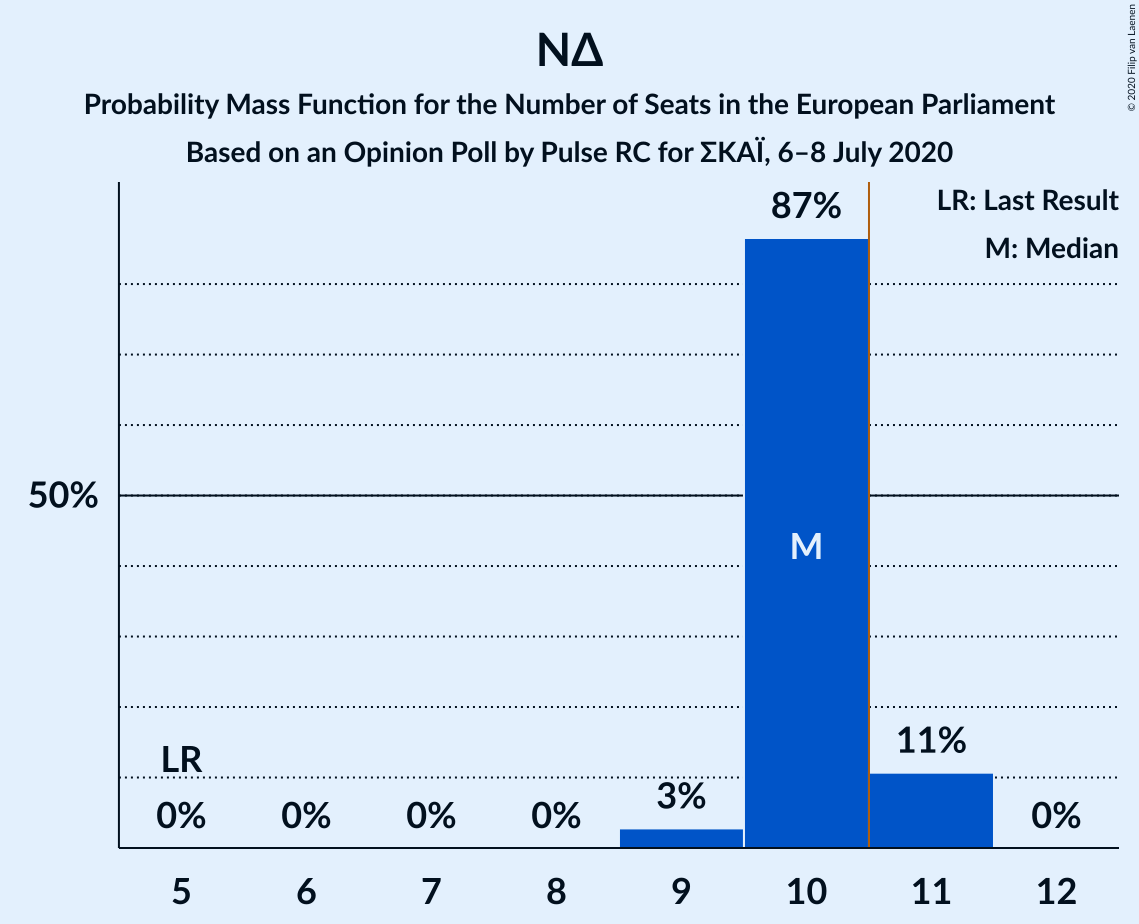 ΝΔ
Probability Mass Function for the Number of Seats in the European Parliament
Based on an Opinion Poll by Pulse RC for ΣΚΑΪ, 6–8 July 2020
© 2020 Filip van Laenen
LR: Last Result
M: Median
87%
50%
M
11%
LR
3%
0% 0% 0% 0% 0%
5 6 7 8 9 10 11 12